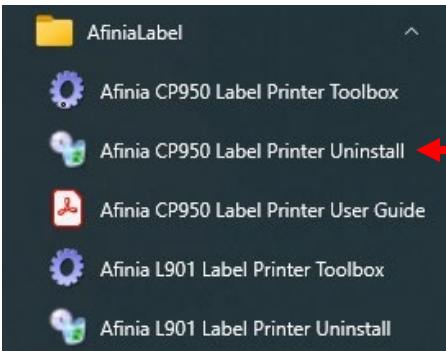 AfiniaLabel
Afinia CP950 Label Printer Toolbox
Afinia CP950 Label Printer Uninstall
Afinia CP950 Label Printer User Guide
Afinia L901 Label Printer Toolbox
Afinia L901 Label Printer Uninstall